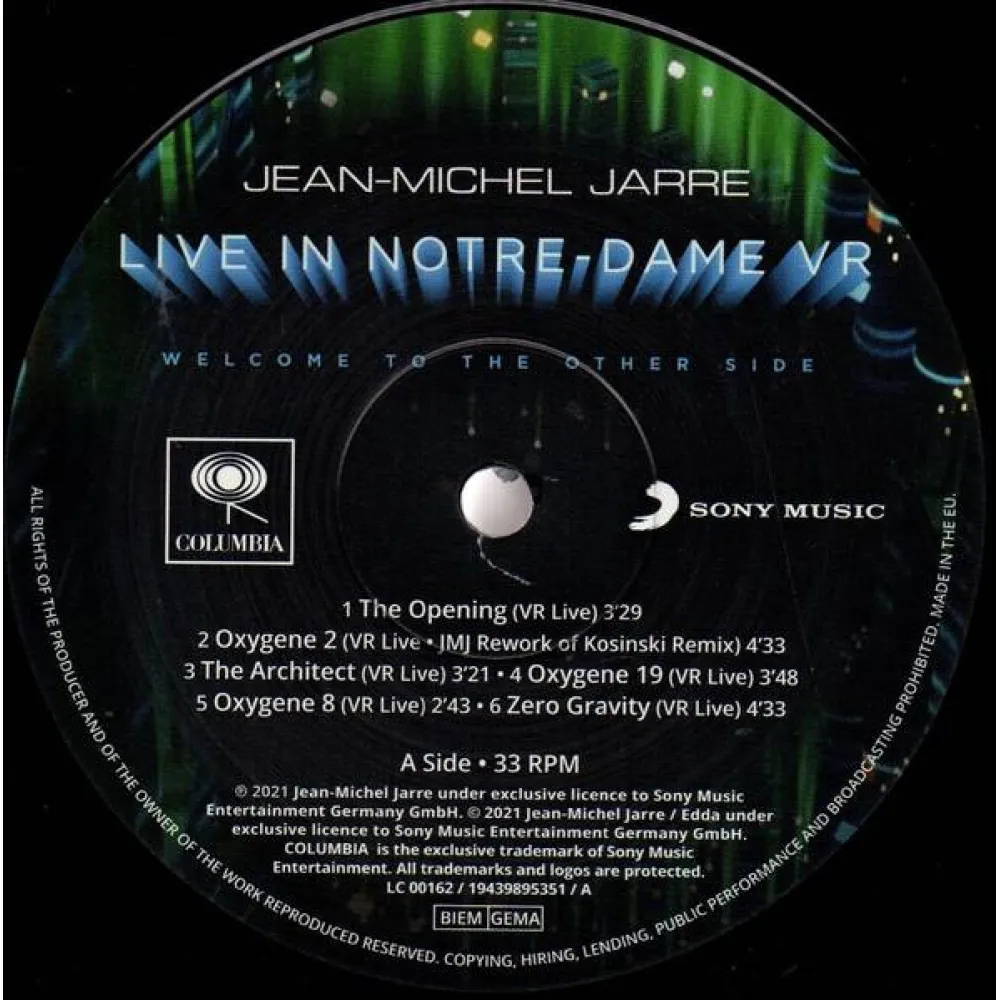 JEAN-MICHEL JARRE
LIVE IN NOTRE-DAME VR
WELCOME TO THE OTHER SIDE
COLUMBIA
SONY MUSIC
1 The Opening (VR Live) 3'29
2 Oxygene 2 (VR Live • JMJ Rework of Kosinski Remix) 4'33
3 The Architect (VR Live) 3'21 • 4 Oxygene 19 (VR Live) 3'48
5 Oxygene 8 (VR Live) 2'43 • 6 Zero Gravity (VR Live) 4'33
A Side • 33 RPM
℗ 2021 Jean-Michel Jarre under exclusive licence to Sony Music
Entertainment Germany GmbH. © 2021 Jean-Michel Jarre / Edda under
exclusive licence to Sony Music Entertainment Germany GmbH.
COLUMBIA is the exclusive trademark of Sony Music
Entertainment. All trademarks and logos are protected.
LC 00162 / 19439895351 / A
BIEM GEMA
ALL RIGHTS OF THE PRODUCER AND OF THE OWNER OF THE WORK REPRODUCED RESERVED. COPYING, HIRING, LENDING, PUBLIC PERFORMANCE AND BROADCASTING PROHIBITED. MADE IN THE EU.